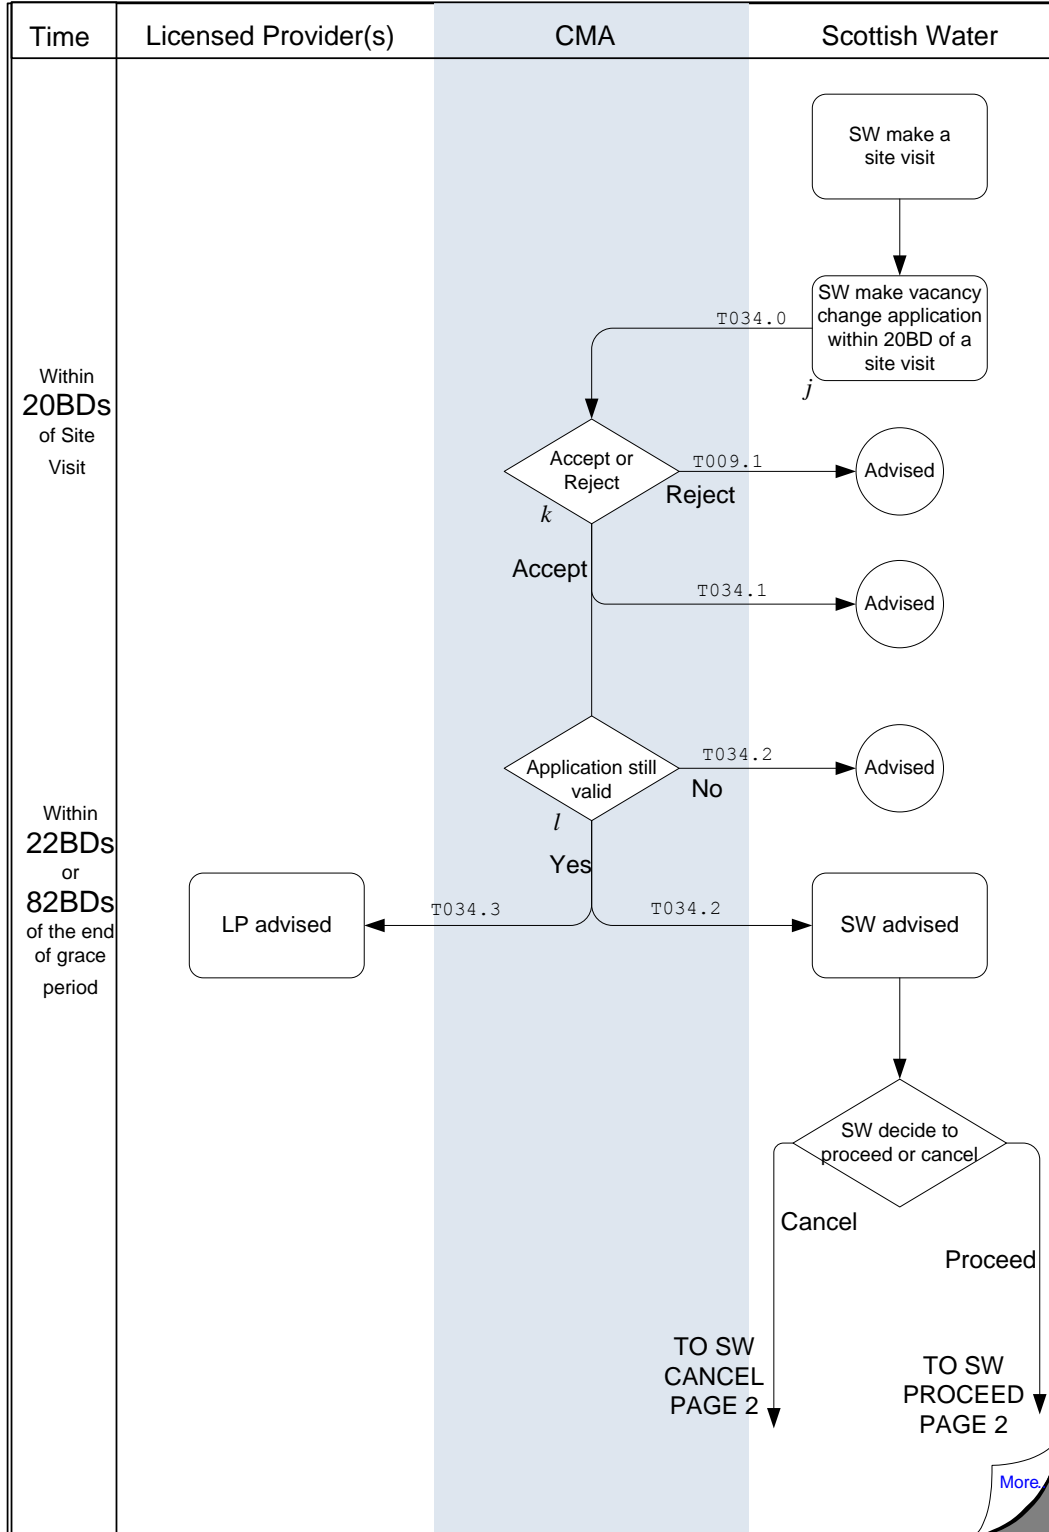 Time
Licensed Provider(s)
CMA
Scottish Water
SW make a
site visit
SW make vacancy
change application
within 20BD of a
site visit
j
T034.0
Within
20BDs
of Site
Visit
Accept or
Reject
k
T009.1
Reject
Advised
Accept
T034.1
Advised
Application still
valid
l
T034.2
No
Advised
Within
22BDs
or
82BDs
of the end
of grace
period
Yes
T034.3
LP advised
T034.2
SW advised
SW decide to
proceed or cancel
Cancel
Proceed
TO SW
CANCEL
PAGE 2
TO SW
PROCEED
PAGE 2
More.